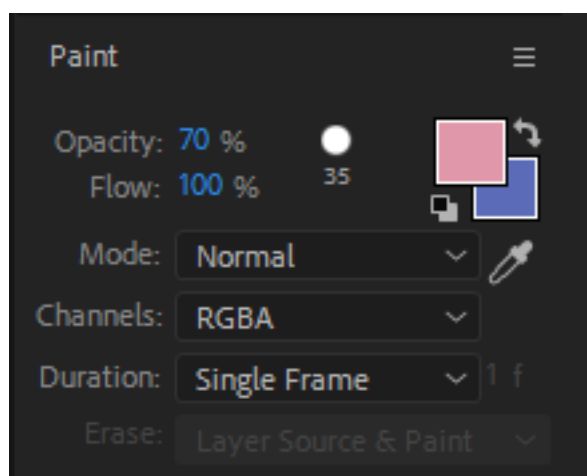 Paint
Opacity: 70 %
Flow: 100 %
35
Mode: Normal
Channels: RGBA
Duration: Single Frame 1 f
Erase: Layer Source & Paint